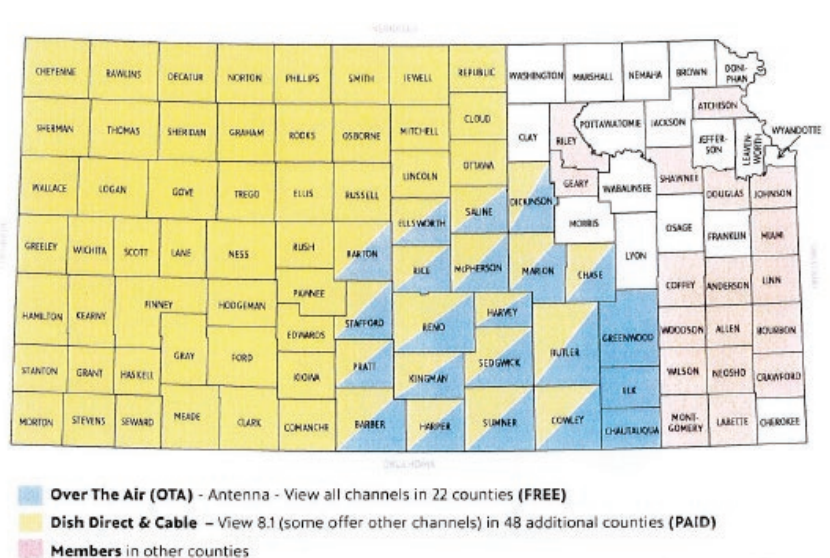 CHEYENNE RAWLINS DECATUR NORTON PHILLIPS SMITH JEWELL REPUBLIC WASHINGTON MARSHALL NEMAHA BROWN DONI-
PHAN
ATCHISON
SHERMAN THOMAS SHERIDAN GRAHAM ROOKS OSBORNE MITCHELL CLOUD CLAY RILEY POTTAWATOMIE JACKSON JEFFER-
SON
LEAVEN-
WORTH
WYANDOTTE
WALLACE LOGAN GOVE TREGO ELLIS RUSSELL LINCOLN OTTAWA GEARY WABAUNSEE SHAWNEE DOUGLAS JOHNSON
ELLSWORTH SALINE DICKINSON MORRIS
GREELEY WICHITA SCOTT LANE NESS RUSH BARTON RICE McPHERSON MARION CHASE LYON OSAGE FRANKLIN MIAMI
HAMILTON KEARNY FINNEY HODGEMAN PAWNEE STAFFORD RENO HARVEY COFFEY ANDERSON LINN
EDWARDS SEDGWICK BUTLER GREENWOOD WOODSON ALLEN BOURBON
STANTON GRANT HASKELL GRAY FORD KIOWA PRATT KINGMAN ELK WILSON NEOSHO CRAWFORD
MORTON STEVENS SEWARD MEADE CLARK COMANCHE BARBER HARPER SUMNER COWLEY CHAUTAUQUA MONT-
GOMERY
LABETTE CHEROKEE
OKLAHOMA
Over The Air (OTA) - Antenna - View all channels in 22 counties (FREE)
Dish Direct & Cable – View 8.1 (some offer other channels) in 48 additional counties (PAID)
Members in other counties